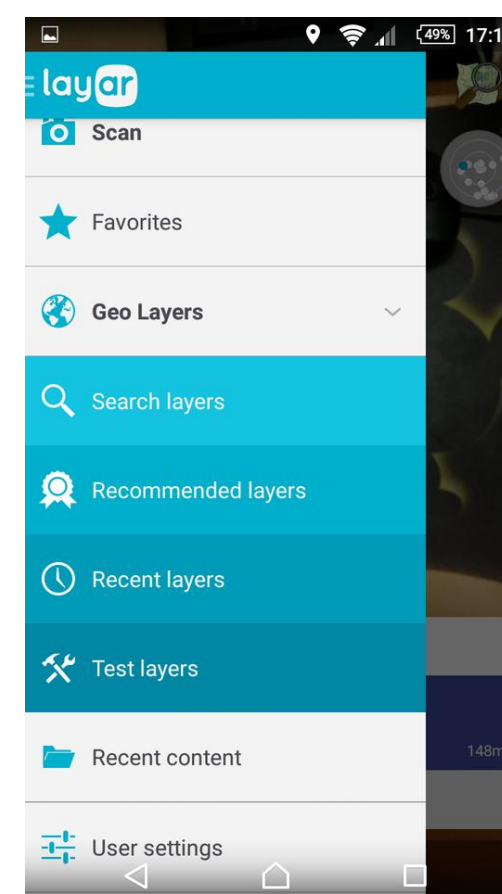 49% 17:1
layar
Scan
Favorites
Geo Layers
Search layers
Recommended layers
Recent layers
Test layers
148m
Recent content
User settings